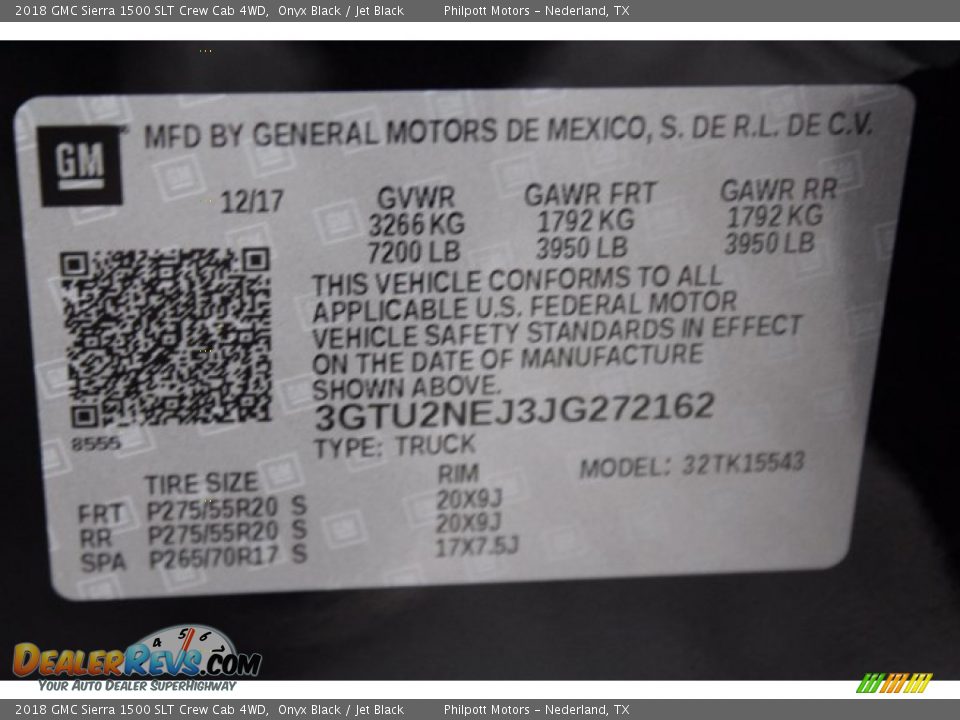 2018 GMC Sierra 1500 SLT Crew Cab 4WD, Onyx Black / Jet Black Philpott Motors – Nederland, TX
GM
MFD BY GENERAL MOTORS DE MEXICO, S. DE R.L. DE C.V.
12/17 GVWR GAWR FRT GAWR RR
3266 KG 1792 KG 1792 KG
7200 LB 3950 LB 3950 LB
THIS VEHICLE CONFORMS TO ALL
APPLICABLE U.S. FEDERAL MOTOR
VEHICLE SAFETY STANDARDS IN EFFECT
ON THE DATE OF MANUFACTURE
SHOWN ABOVE.
3GTU2NEJ3JG272162
8555
TYPE: TRUCK
MODEL: 32TK15543
TIRE SIZE RIM
FRT P275/55R20 S 20X9J
RR P275/55R20 S 20X9J
SPA P265/70R17 S 17X7.5J
4 5 6
DEALERREVS.COM
YOUR AUTO DEALER SUPERHIGHWAY
2018 GMC Sierra 1500 SLT Crew Cab 4WD, Onyx Black / Jet Black Philpott Motors – Nederland, TX